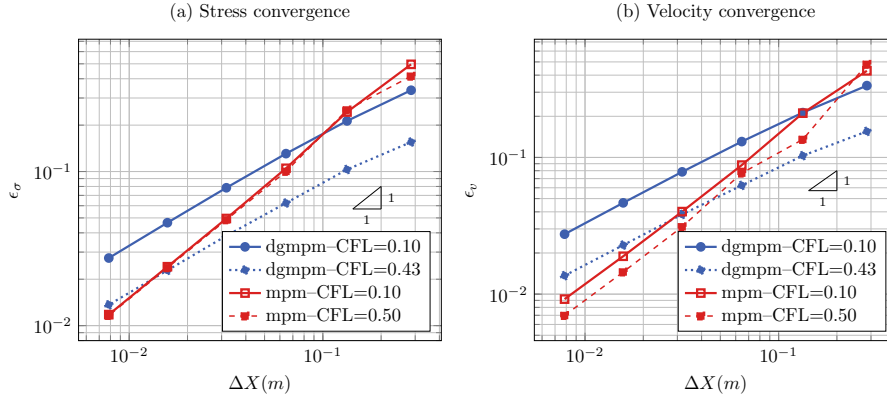 (a) Stress convergence
ϵσ
10⁻¹
10⁻²
1
1
dgmpm–CFL=0.10
dgmpm–CFL=0.43
mpm–CFL=0.10
mpm–CFL=0.50
10⁻²
10⁻¹
ΔX(m)
(b) Velocity convergence
ϵv
10⁻¹
10⁻²
1
1
dgmpm–CFL=0.10
dgmpm–CFL=0.43
mpm–CFL=0.10
mpm–CFL=0.50
10⁻²
10⁻¹
ΔX(m)